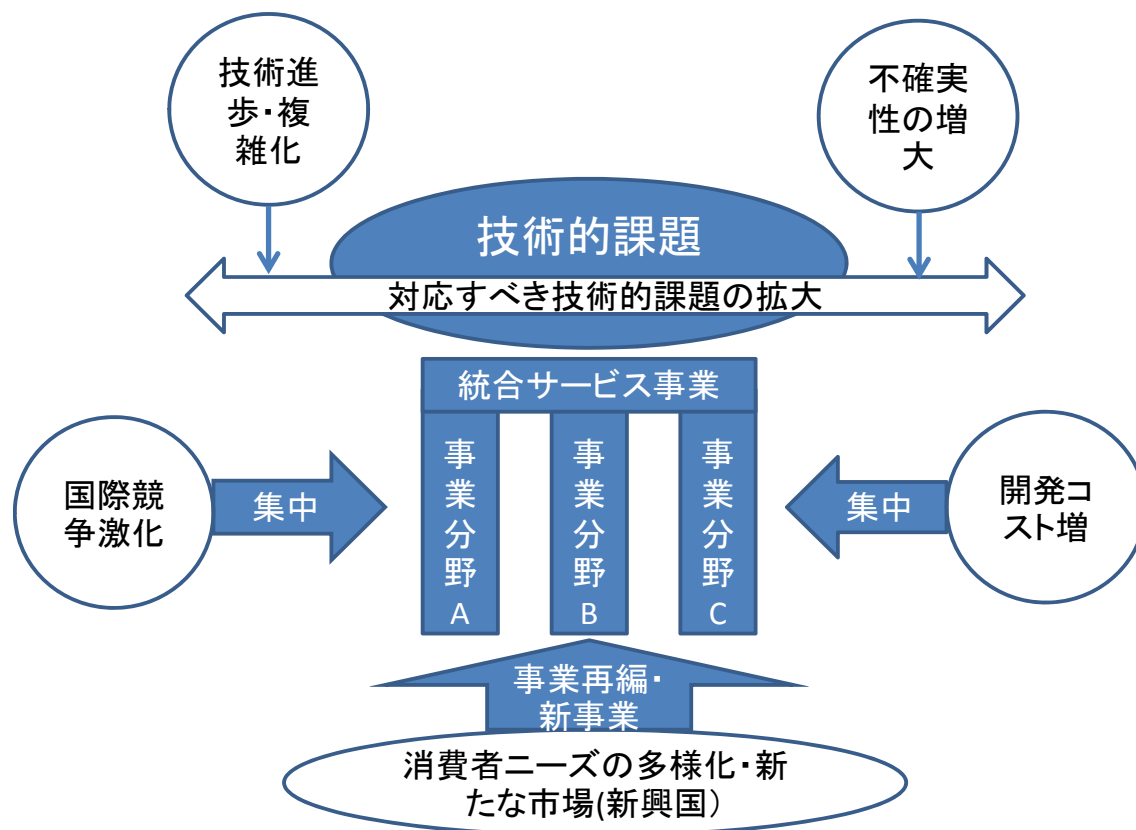 技術進
歩・複
雑化
不確実
性の増
大
技術的課題
対応すべき技術的課題の拡大
統合サービス事業
国際競
争激化
集中
事業分野A
事業分野B
事業分野C
集中
開発コ
スト増
事業再編・
新事業
消費者ニーズの多様化・新
たな市場(新興国）